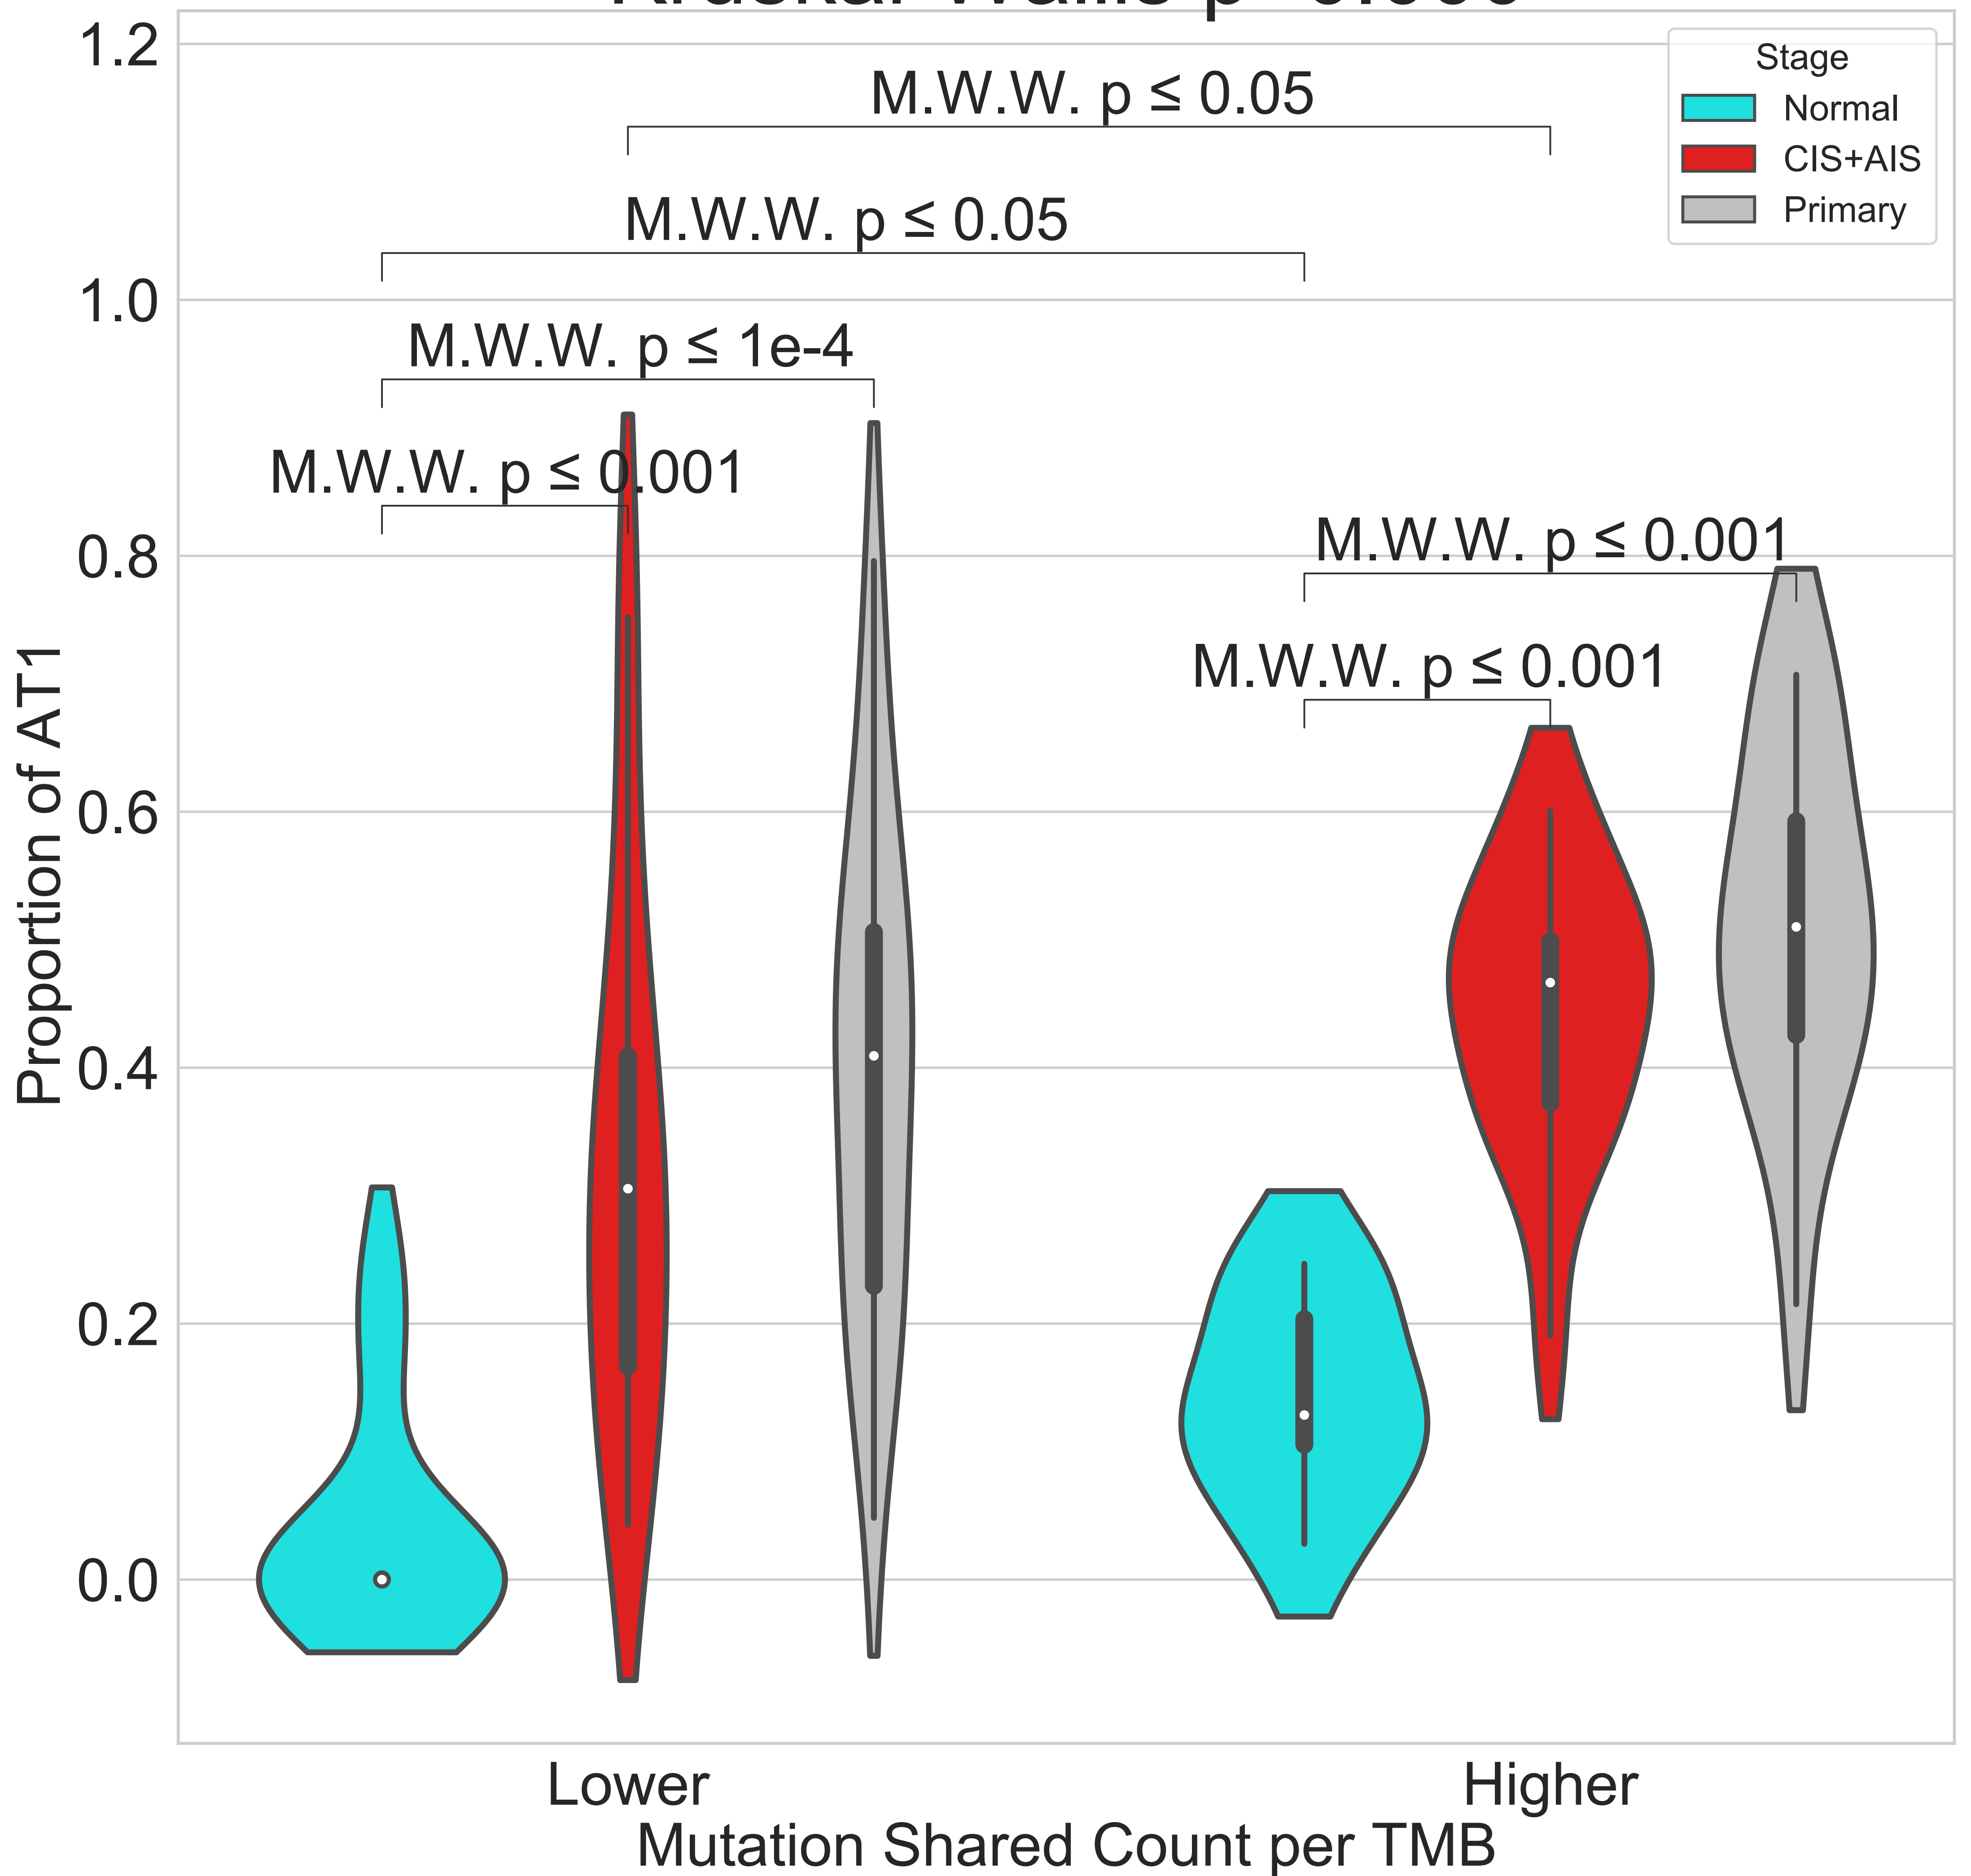 1.2
1.0
0.8
0.6
0.4
0.2
0.0
Proportion of AT1
M.W.W. p ≤ 0.05
M.W.W. p ≤ 0.05
M.W.W. p ≤ 1e-4
M.W.W. p ≤ 0.001
M.W.W. p ≤ 0.001
M.W.W. p ≤ 0.001
Stage
Normal
CIS+AIS
Primary
Lower
Higher
Mutation Shared Count per TMB